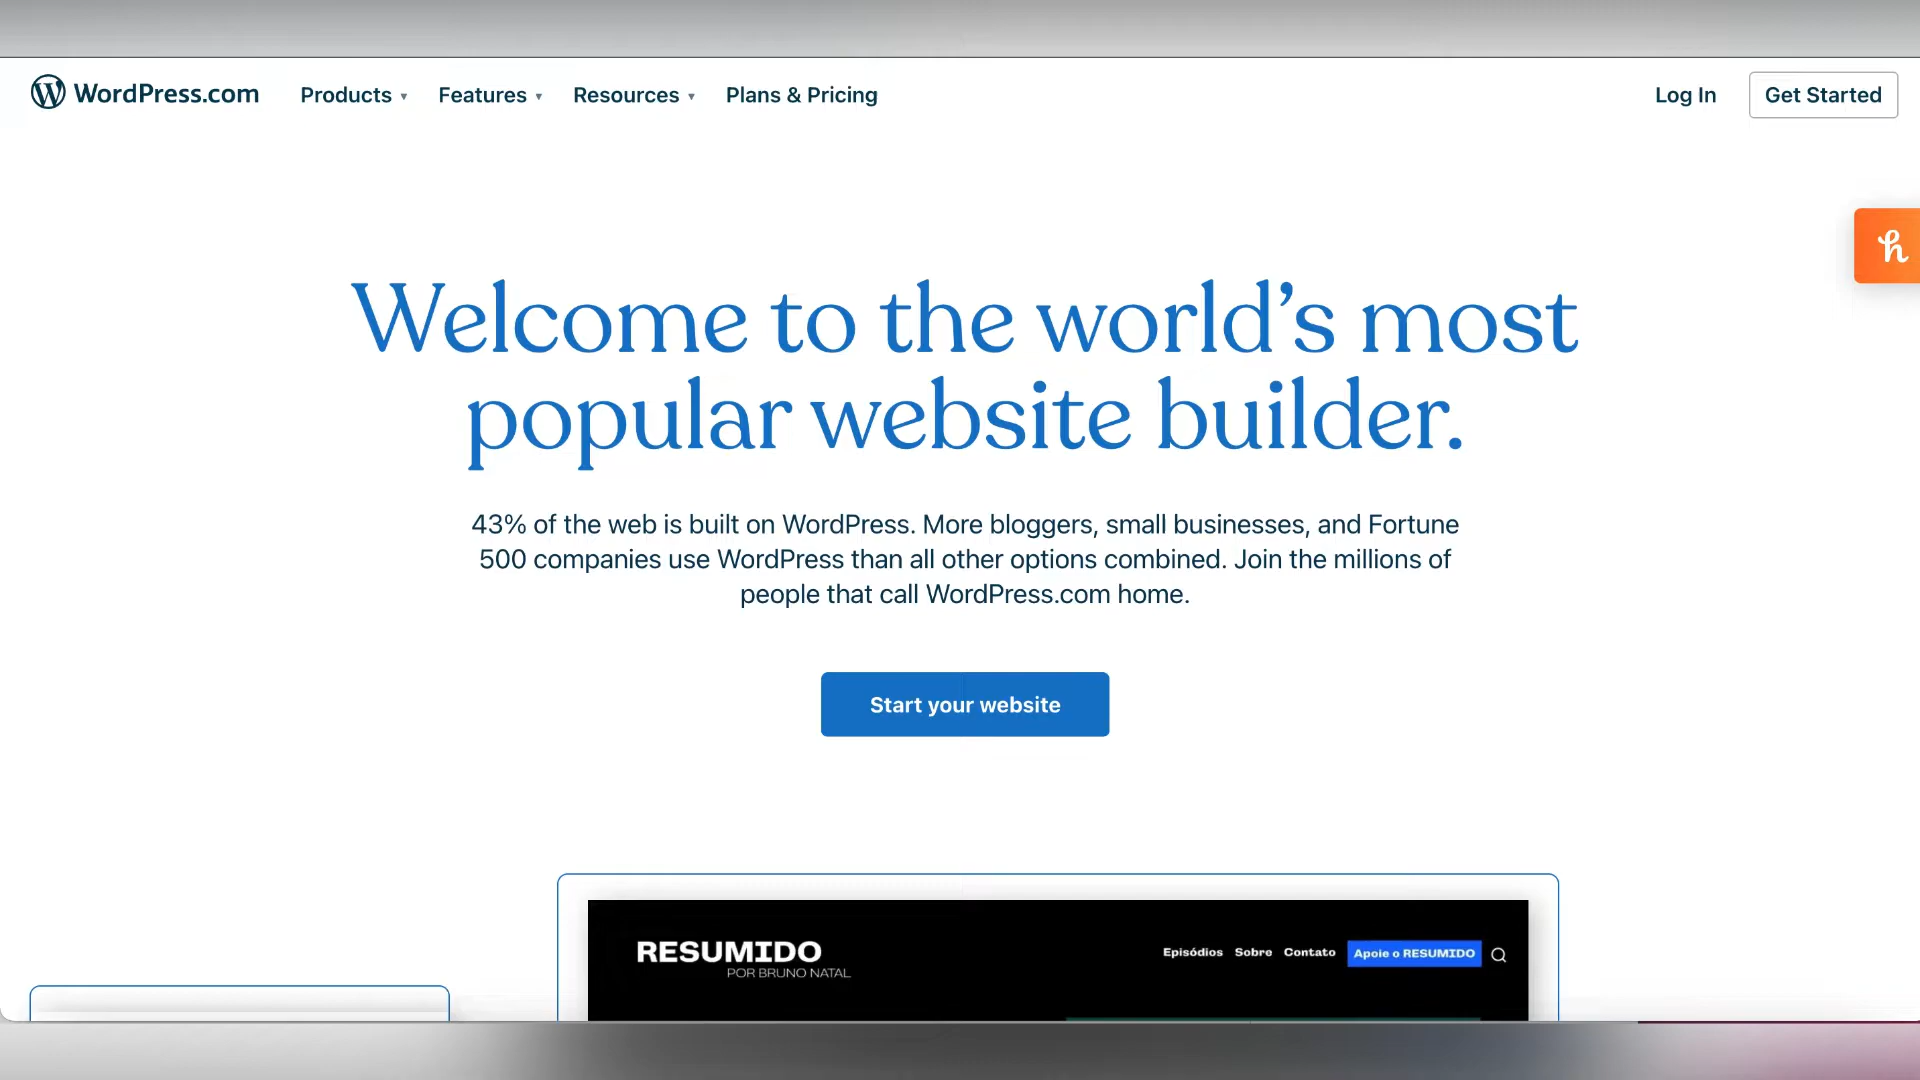 WordPress.com Products Features Resources Plans & Pricing Log In Get Started
Welcome to the world’s most
popular website builder.
43% of the web is built on WordPress. More bloggers, small businesses, and Fortune
500 companies use WordPress than all other options combined. Join the millions of
people that call WordPress.com home.
Start your website
RESUMIDO Episódios Sobre Contato Apoie o RESUMIDO
POR BRUNO NATAL